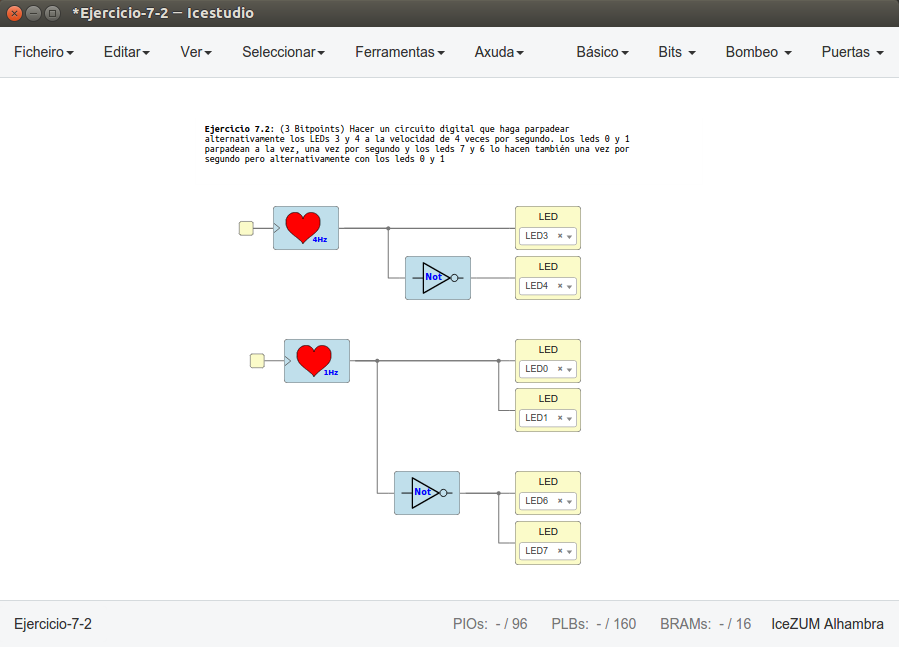 *Ejercicio-7-2 – Icestudio
Ficheiro Editar Ver Seleccionar Ferramentas Axuda Básico Bits Bombeo Puertas
Ejercicio 7.2: (3 Bitpoints) Hacer un circuito digital que haga parpadear
alternativamente los LEDs 3 y 4 a la velocidad de 4 veces por segundo. Los leds 0 y 1
parpadean a la vez, una vez por segundo y los leds 7 y 6 lo hacen también una vez por
segundo pero alternativamente con los leds 0 y 1
4Hz
LED
LED3
Not
LED
LED4
1Hz
LED
LED0
LED
LED1
Not
LED
LED6
LED
LED7
Ejercicio-7-2 PIOs: - / 96 PLBs: - / 160 BRAMs: - / 16 IceZUM Alhambra